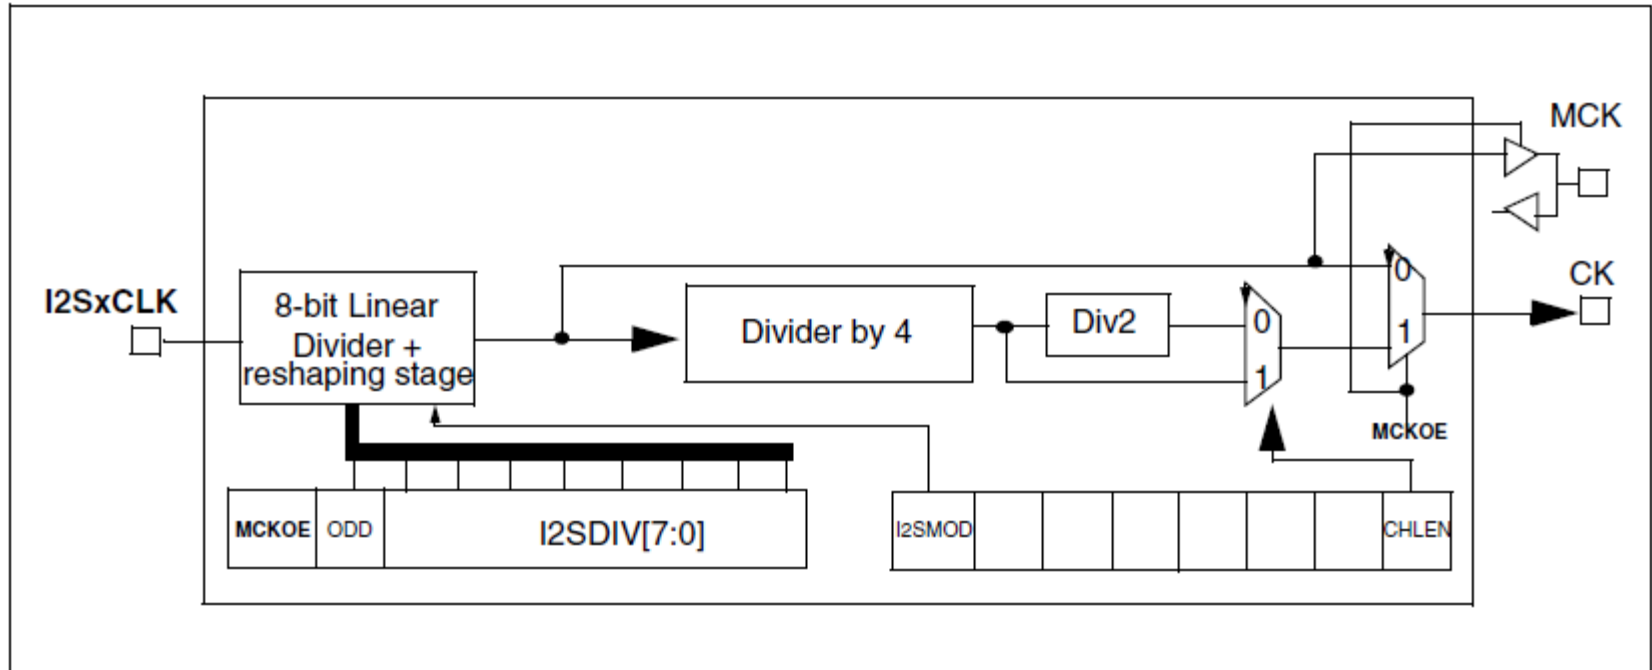 MCK
CK
I2SxCLK
8-bit Linear
Divider +
reshaping stage
Divider by 4
Div2
0
1
0
1
MCKOE
MCKOE
ODD
I2SDIV[7:0]
I2SMOD
CHLEN